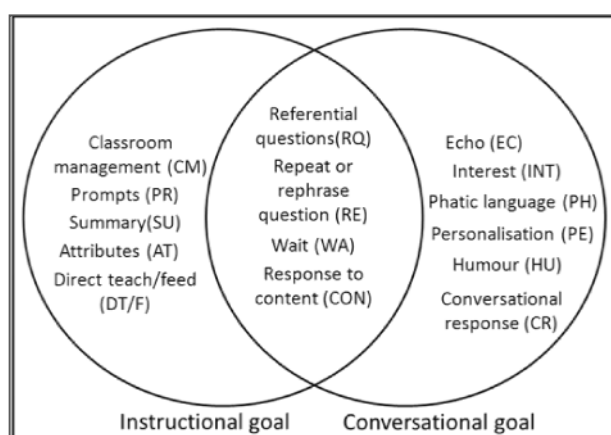 Classroom
management (CM)
Prompts (PR)
Summary(SU)
Attributes (AT)
Direct teach/feed
(DT/F)
Referential
questions(RQ)
Repeat or
rephrase
question (RE)
Wait (WA)
Response to
content (CON)
Echo (EC)
Interest (INT)
Phatic language (PH)
Personalisation (PE)
Humour (HU)
Conversational
response (CR)
Instructional goal
Conversational goal